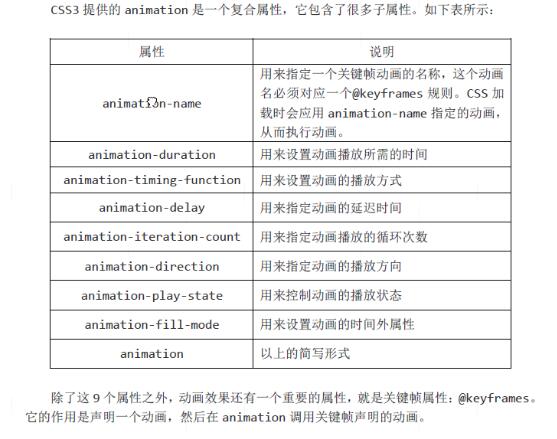 CSS3 提供的 animation 是一个复合属性，它包含了很多子属性。如下表所示：
属性 说明
animation-name 用来指定一个关键帧动画的名称，这个动画
名必须对应一个@keyframes 规则。CSS 加
载时会应用 animation-name 指定的动画，
从而执行动画。
animation-duration 用来设置动画播放所需的时间
animation-timing-function 用来设置动画的播放方式
animation-delay 用来指定动画的延迟时间
animation-iteration-count 用来指定动画播放的循环次数
animation-direction 用来指定动画的播放方向
animation-play-state 用来控制动画的播放状态
animation-fill-mode 用来设置动画的时间外属性
animation 以上的简写形式
除了这 9 个属性之外，动画效果还有一个重要的属性，就是关键帧属性：@keyframes。
它的作用是声明一个动画，然后在 animation 调用关键帧声明的动画。